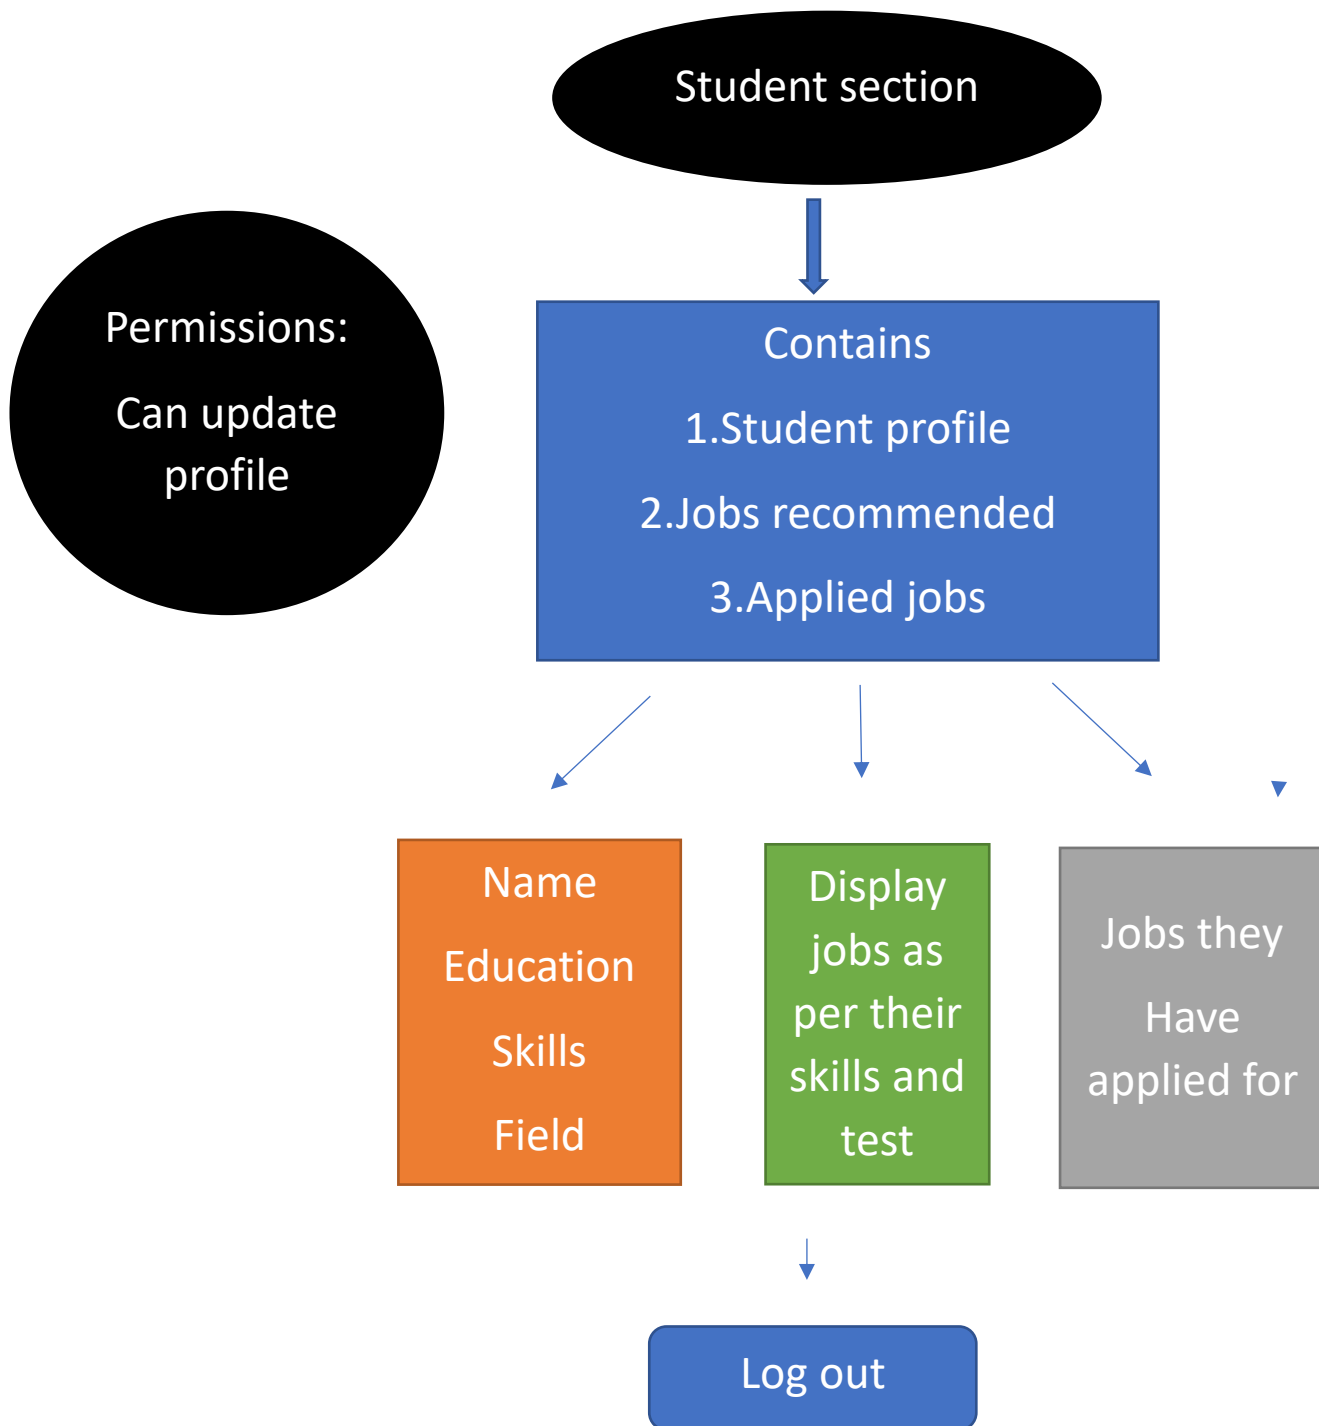 Student section
Permissions:
Can update
profile
Contains
1.Student profile
2.Jobs recommended
3.Applied jobs
Name
Education
Skills
Field
Display
jobs as
per their
skills and
test
Jobs they
Have
applied for
Log out